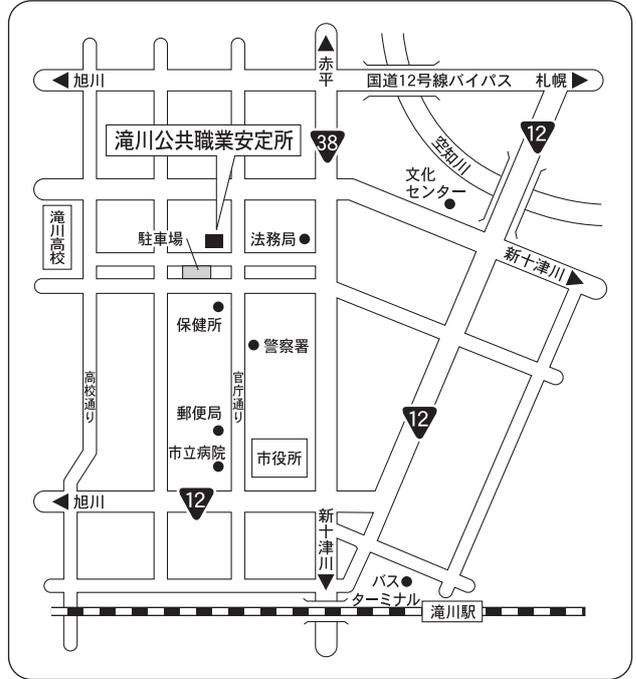 旭川
赤平
国道12号線バイパス
札幌
滝川公共職業安定所
38
12
空知川
文化
センター
滝川高校
駐車場
法務局
新十津川
保健所
警察署
高校通り
官庁通り
郵便局
12
市立病院
市役所
旭川
12
新十津川
バス
ターミナル
滝川駅